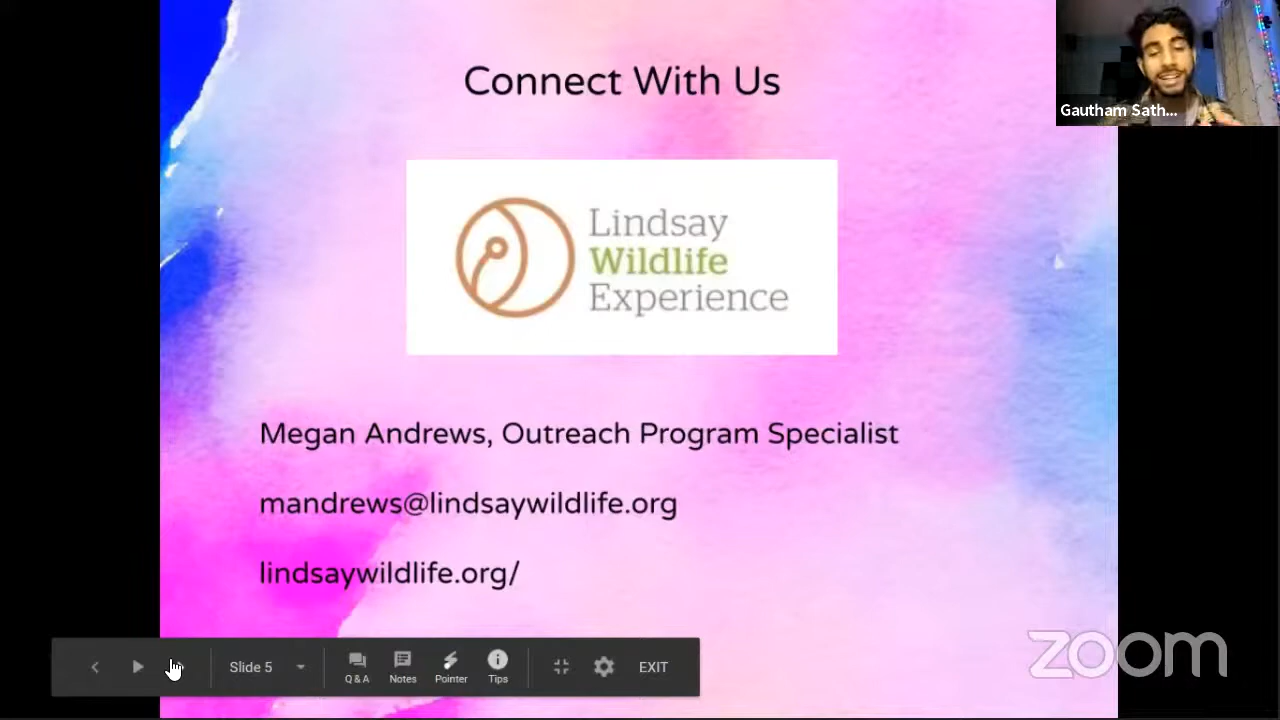 Connect With Us
Gautham Sath...
Lindsay
Wildlife
Experience
Megan Andrews, Outreach Program Specialist
mandrews@lindsaywildlife.org
lindsaywildlife.org/
Slide 5
Q & A
Notes
Pointer
Tips
EXIT
zoom